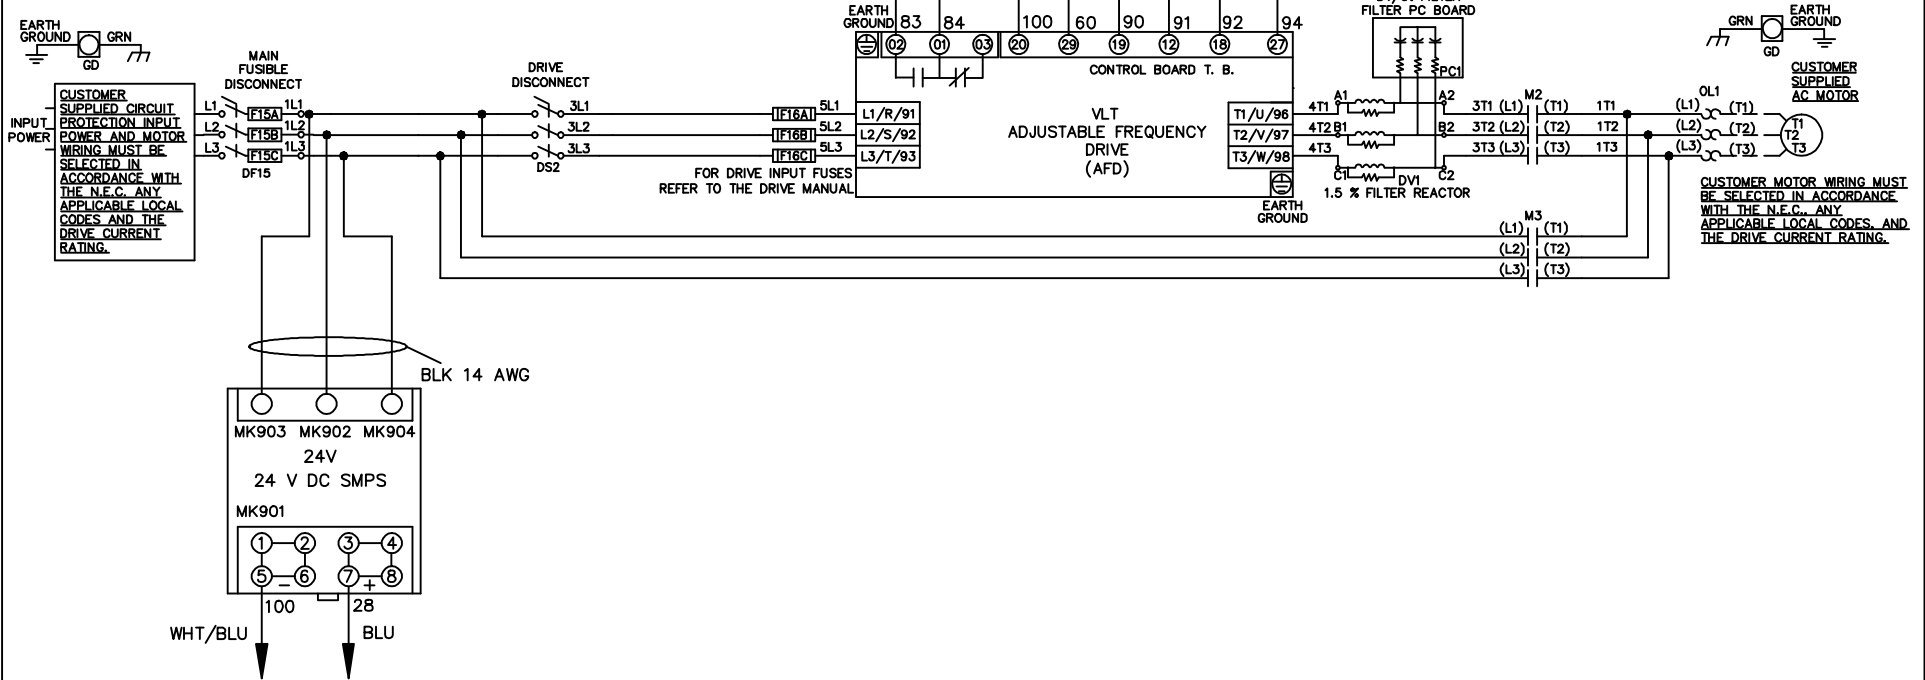 EARTH
GROUND
GRN
GD
MAIN
FUSIBLE
DISCONNECT
INPUT
POWER
CUSTOMER
SUPPLIED CIRCUIT
PROTECTION INPUT
POWER AND MOTOR
WIRING MUST BE
SELECTED IN
ACCORDANCE WITH
THE N.E.C. ANY
APPLICABLE LOCAL
CODES AND THE
DRIVE CURRENT
RATING.
L1 F15A 1L1
L2 F15B 1L2
L3 F15C 1L3
DF15
DRIVE
DISCONNECT
3L1
3L2
3L3
DS2
F16A 5L1
F16B 5L2
F16C 5L3
FOR DRIVE INPUT FUSES
REFER TO THE DRIVE MANUAL
EARTH
GROUND
83 84 100 60 90 91 92 94
02 01 03 20 29 19 12 18 27
CONTROL BOARD T. B.
L1/R/91
L2/S/92
L3/T/93
VLT
ADJUSTABLE FREQUENCY
DRIVE
(AFD)
T1/U/96
T2/V/97
T3/W/98
EARTH
GROUND
FILTER PC BOARD
PC1
4T1 A1 A2
4T2 B1 B2
4T3 C1 C2
DV1
1.5 % FILTER REACTOR
M2
3T1 (L1) (T1) 1T1
3T2 (L2) (T2) 1T2
3T3 (L3) (T3) 1T3
M3
(L1) (T1)
(L2) (T2)
(L3) (T3)
GRN
GD
EARTH
GROUND
CUSTOMER
SUPPLIED
AC MOTOR
OL1
(L1) (T1)
(L2) (T2)
(L3) (T3)
T1
T2
T3
CUSTOMER MOTOR WIRING MUST
BE SELECTED IN ACCORDANCE
WITH THE N.E.C., ANY
APPLICABLE LOCAL CODES, AND
THE DRIVE CURRENT RATING.
BLK 14 AWG
MK903 MK902 MK904
24V
24 V DC SMPS
MK901
1 2 3 4
5 6 7 8
− +
100 28
WHT/BLU BLU